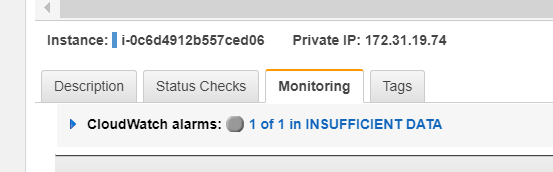 Instance: i-0c6d4912b557ced06 Private IP: 172.31.19.74
Description Status Checks Monitoring Tags
CloudWatch alarms: 1 of 1 in INSUFFICIENT DATA